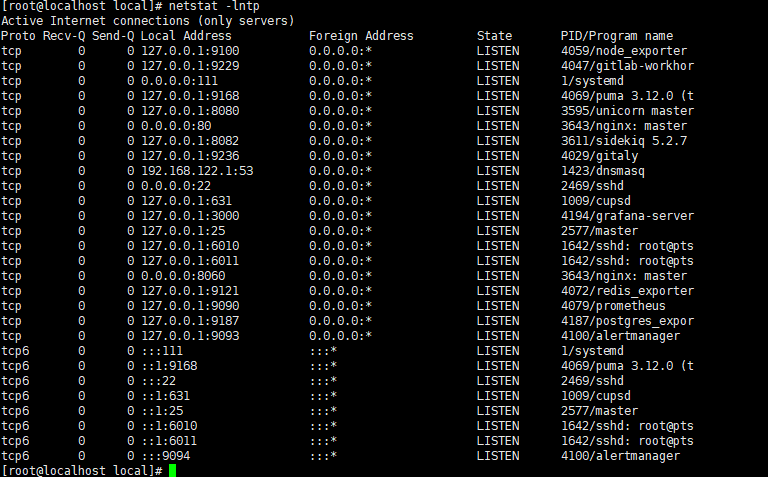 [root@localhost local]# netstat -lntp
Active Internet connections (only servers)
Proto Recv-Q Send-Q Local Address           Foreign Address         State       PID/Program name
tcp        0      0 127.0.0.1:9100          0.0.0.0:*               LISTEN      4059/node_exporter
tcp        0      0 127.0.0.1:9229          0.0.0.0:*               LISTEN      4047/gitlab-workhor
tcp        0      0 0.0.0.0:111             0.0.0.0:*               LISTEN      1/systemd
tcp        0      0 127.0.0.1:9168          0.0.0.0:*               LISTEN      4069/puma 3.12.0 (t
tcp        0      0 127.0.0.1:8080          0.0.0.0:*               LISTEN      3595/unicorn master
tcp        0      0 0.0.0.0:80              0.0.0.0:*               LISTEN      3643/nginx: master
tcp        0      0 127.0.0.1:8082          0.0.0.0:*               LISTEN      3611/sidekiq 5.2.7
tcp        0      0 127.0.0.1:9236          0.0.0.0:*               LISTEN      4029/gitaly
tcp        0      0 192.168.122.1:53        0.0.0.0:*               LISTEN      1423/dnsmasq
tcp        0      0 0.0.0.0:22              0.0.0.0:*               LISTEN      2469/sshd
tcp        0      0 127.0.0.1:631           0.0.0.0:*               LISTEN      1009/cupsd
tcp        0      0 127.0.0.1:3000          0.0.0.0:*               LISTEN      4194/grafana-server
tcp        0      0 127.0.0.1:25            0.0.0.0:*               LISTEN      2577/master
tcp        0      0 127.0.0.1:6010          0.0.0.0:*               LISTEN      1642/sshd: root@pts
tcp        0      0 127.0.0.1:6011          0.0.0.0:*               LISTEN      1642/sshd: root@pts
tcp        0      0 0.0.0.0:8060            0.0.0.0:*               LISTEN      3643/nginx: master
tcp        0      0 127.0.0.1:9121          0.0.0.0:*               LISTEN      4072/redis_exporter
tcp        0      0 127.0.0.1:9090          0.0.0.0:*               LISTEN      4079/prometheus
tcp        0      0 127.0.0.1:9187          0.0.0.0:*               LISTEN      4187/postgres_expor
tcp        0      0 127.0.0.1:9093          0.0.0.0:*               LISTEN      4100/alertmanager
tcp6       0      0 :::111                  :::*                    LISTEN      1/systemd
tcp6       0      0 ::1:9168                :::*                    LISTEN      4069/puma 3.12.0 (t
tcp6       0      0 :::22                   :::*                    LISTEN      2469/sshd
tcp6       0      0 ::1:631                 :::*                    LISTEN      1009/cupsd
tcp6       0      0 ::1:25                  :::*                    LISTEN      2577/master
tcp6       0      0 ::1:6010                :::*                    LISTEN      1642/sshd: root@pts
tcp6       0      0 ::1:6011                :::*                    LISTEN      1642/sshd: root@pts
tcp6       0      0 :::9094                 :::*                    LISTEN      4100/alertmanager
[root@localhost local]#